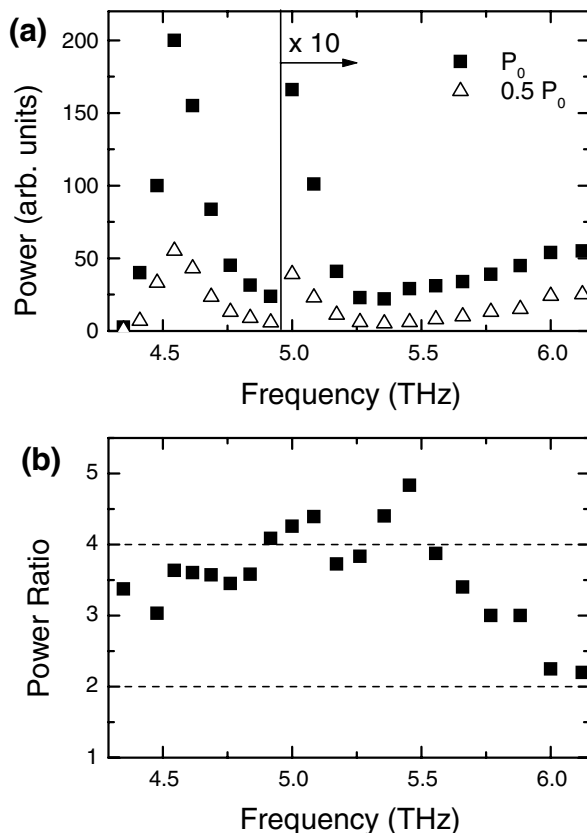 (a)
200
150
100
50
0
Power (arb. units)
x 10
P0
0.5 P0
4.5 5.0 5.5 6.0
Frequency (THz)
(b)
5
4
3
2
1
Power Ratio
4.5 5.0 5.5 6.0
Frequency (THz)